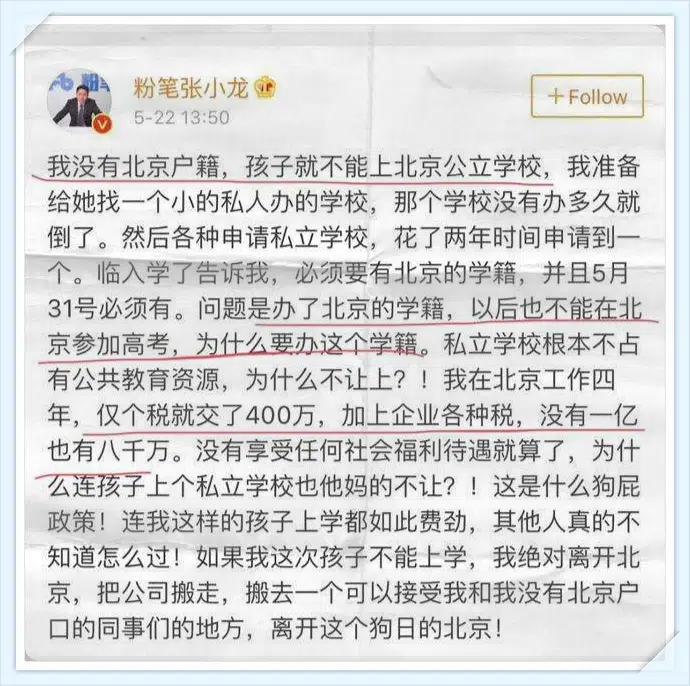 粉笔张小龙
5-22 13:50
+Follow
我没有北京户籍，孩子就不能上北京公立学校，我准备
给她找一个小的私人办的学校，那个学校没有办多久就
倒了。然后各种申请私立学校，花了两年时间申请到一
个。临入学了告诉我，必须要有北京的学籍，并且5月
31号必须有。问题是办了北京的学籍，以后也不能在北
京参加高考，为什么要办这个学籍。私立学校根本不占
有公共教育资源，为什么不让上？！我在北京工作四
年，仅个税就交了400万，加上企业各种税，没有一亿
也有八千万。没有享受任何社会福利待遇就算了，为什
么连孩子上个私立学校也他妈的不让？！这是什么狗屁
政策！连我这样的孩子上学都如此费劲，其他人真的不
知道怎么过！如果我这次孩子不能上学，我绝对离开北
京，把公司搬走，搬去一个可以接受我和我没有北京户
口的同事们的地方，离开这个狗日的北京！